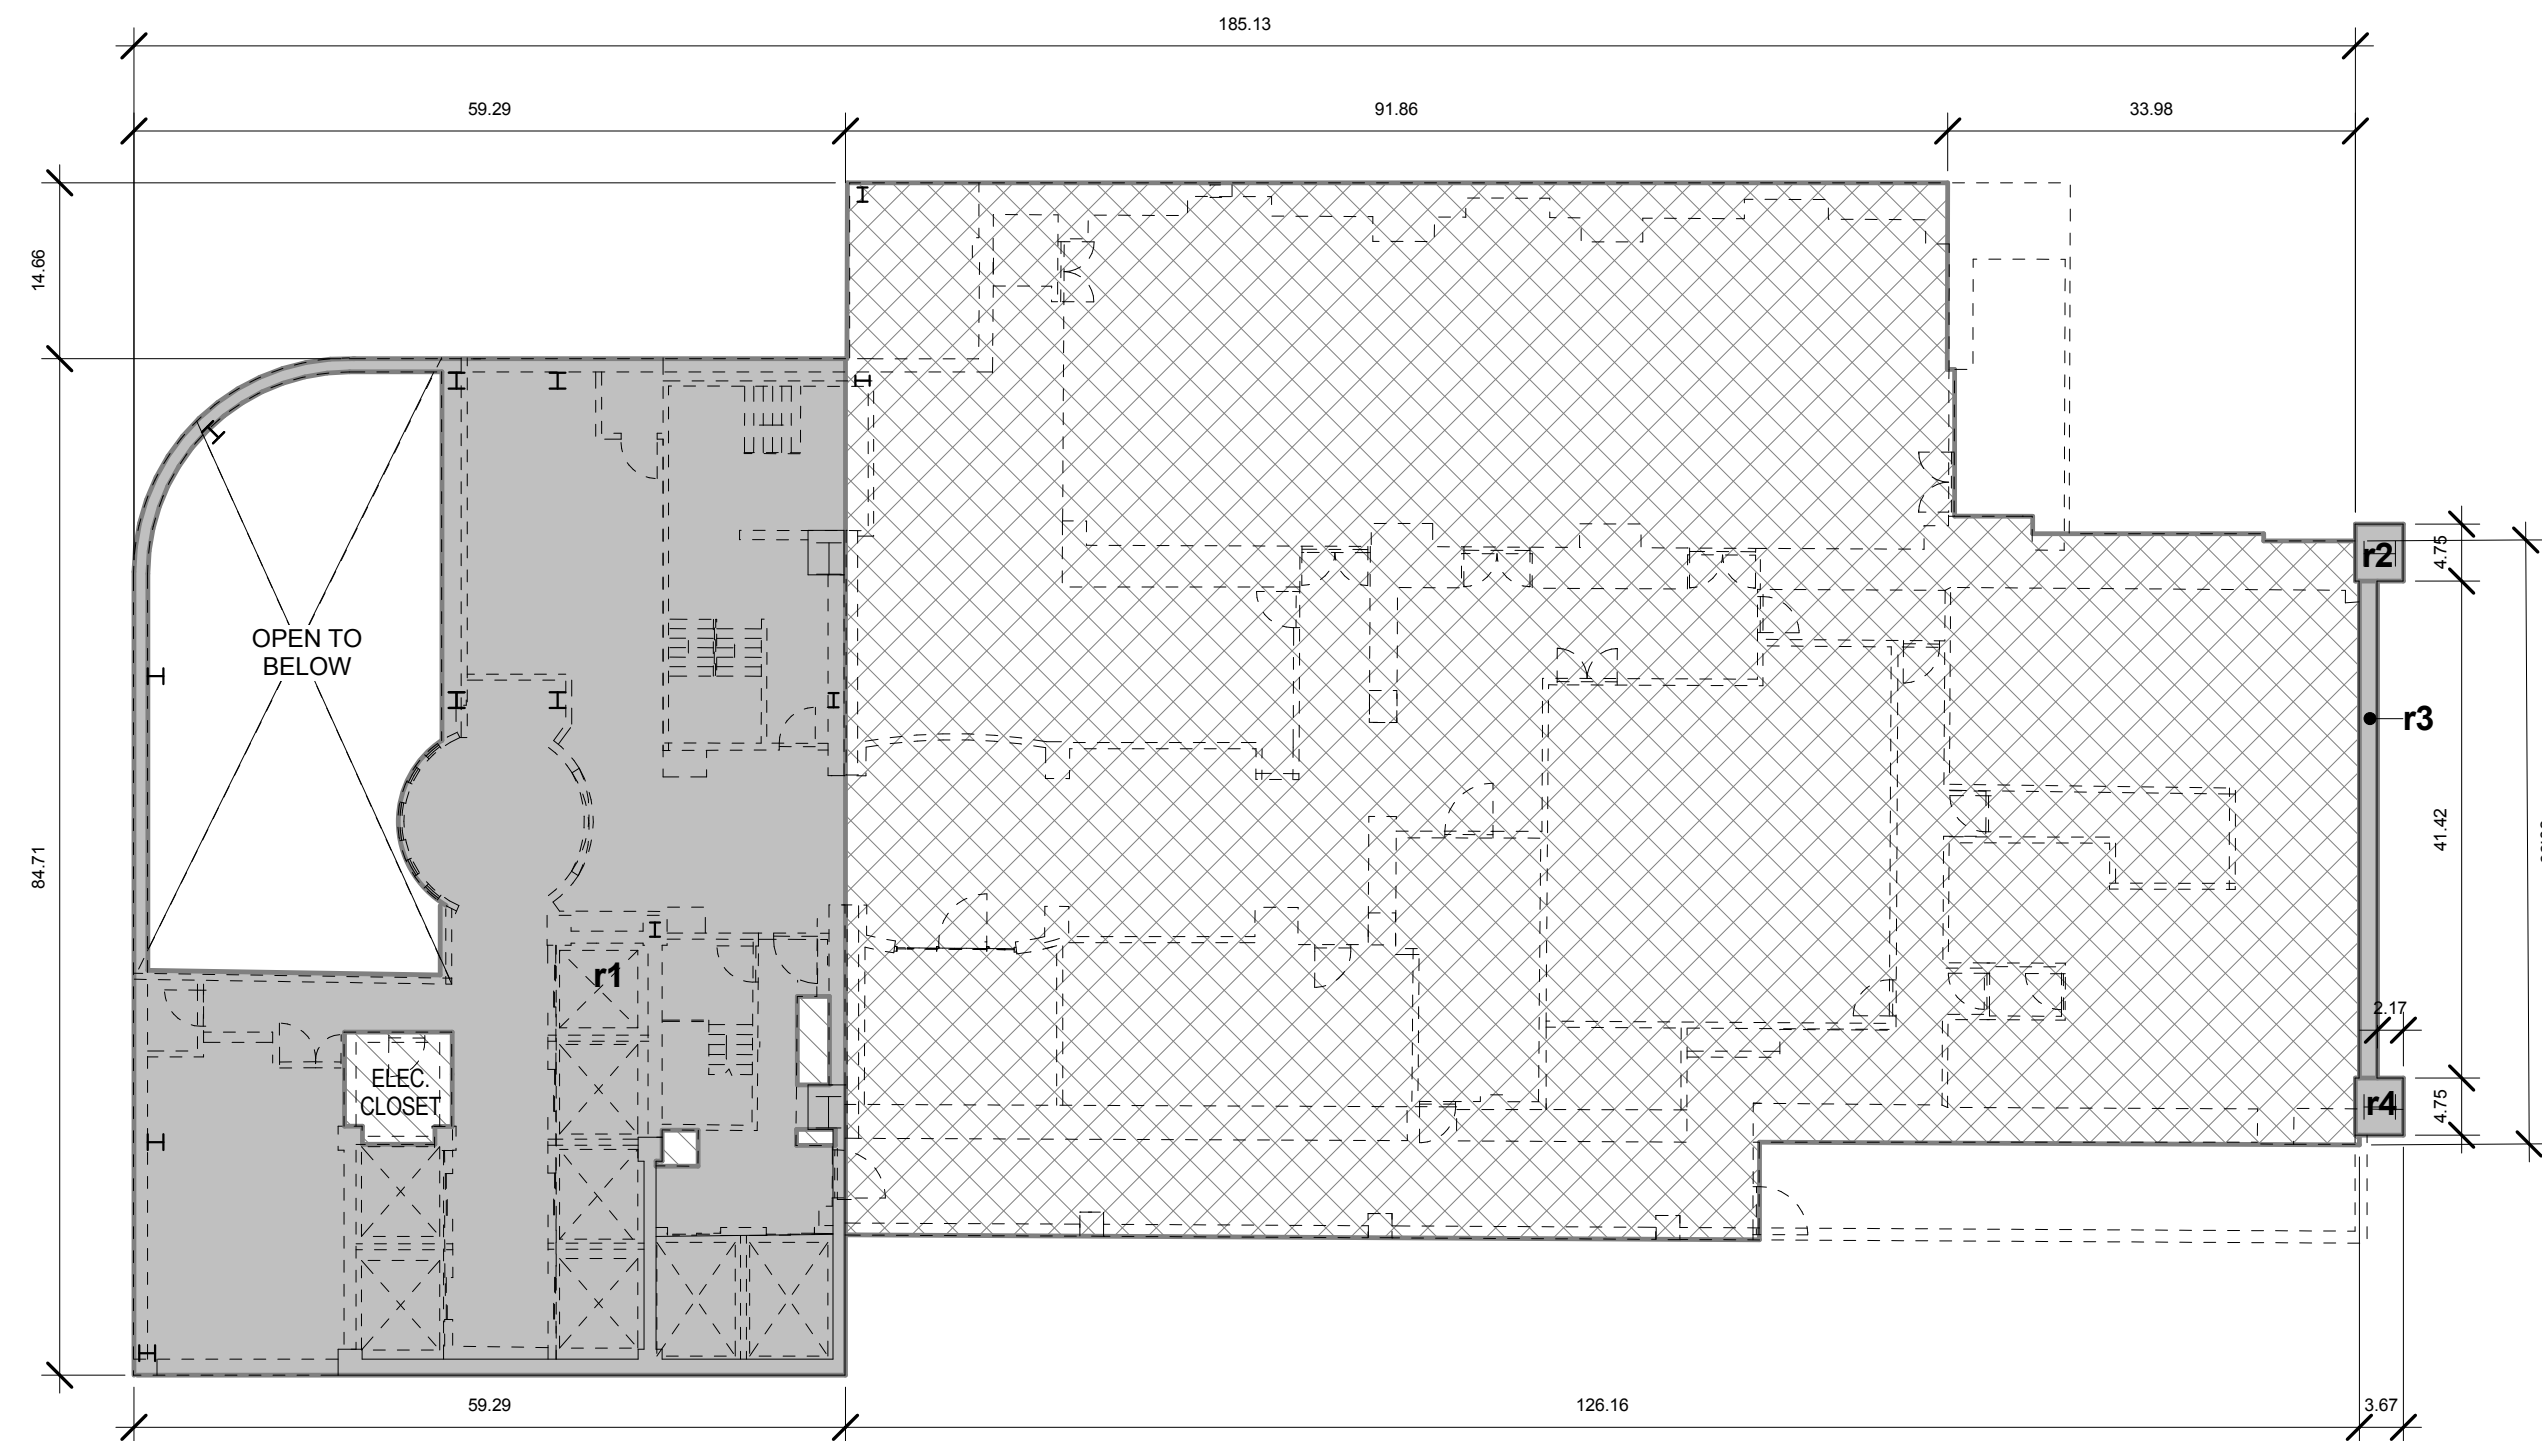 185.13
59.29
91.86
33.98
14.66
r2
4.75
OPEN TO
BELOW
r3
41.42
84.71
r1
2.17
ELEC.
CLOSET
r4
4.75
59.29
126.16
3.67